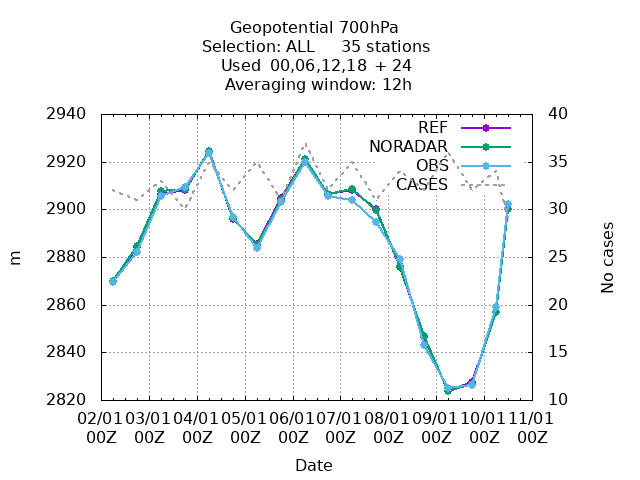 Geopotential 700hPa
Selection: ALL 35 stations
Used 00,06,12,18 + 24
Averaging window: 12h
2940
2920
2900
2880
2860
2840
2820
m
40
35
30
25
20
15
10
No cases
REF
NORADAR
OBS
CASES
02/01 03/01 04/01 05/01 06/01 07/01 08/01 09/01 10/01 11/01
00Z 00Z 00Z 00Z 00Z 00Z 00Z 00Z 00Z 00Z
Date